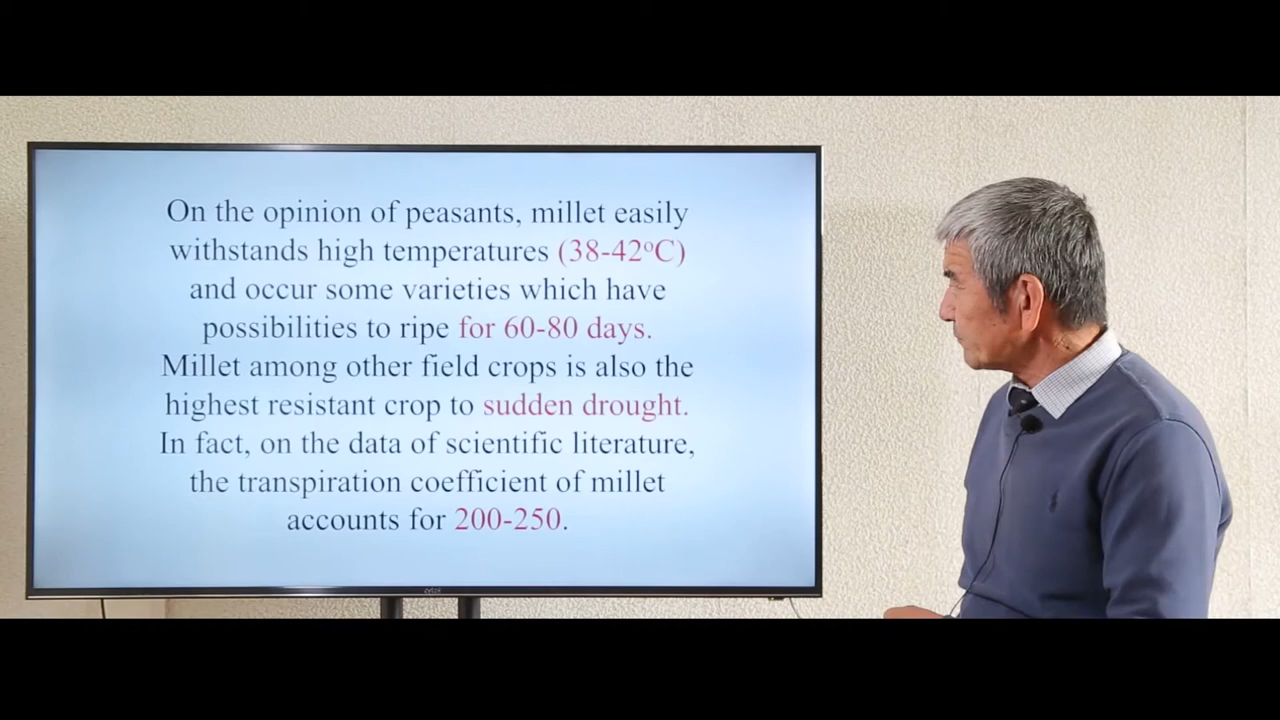 On the opinion of peasants, millet easily
withstands high temperatures (38-42ºC)
and occur some varieties which have
possibilities to ripe for 60-80 days.
Millet among other field crops is also the
highest resistant crop to sudden drought.
In fact, on the data of scientific literature,
the transpiration coefficient of millet
accounts for 200-250.